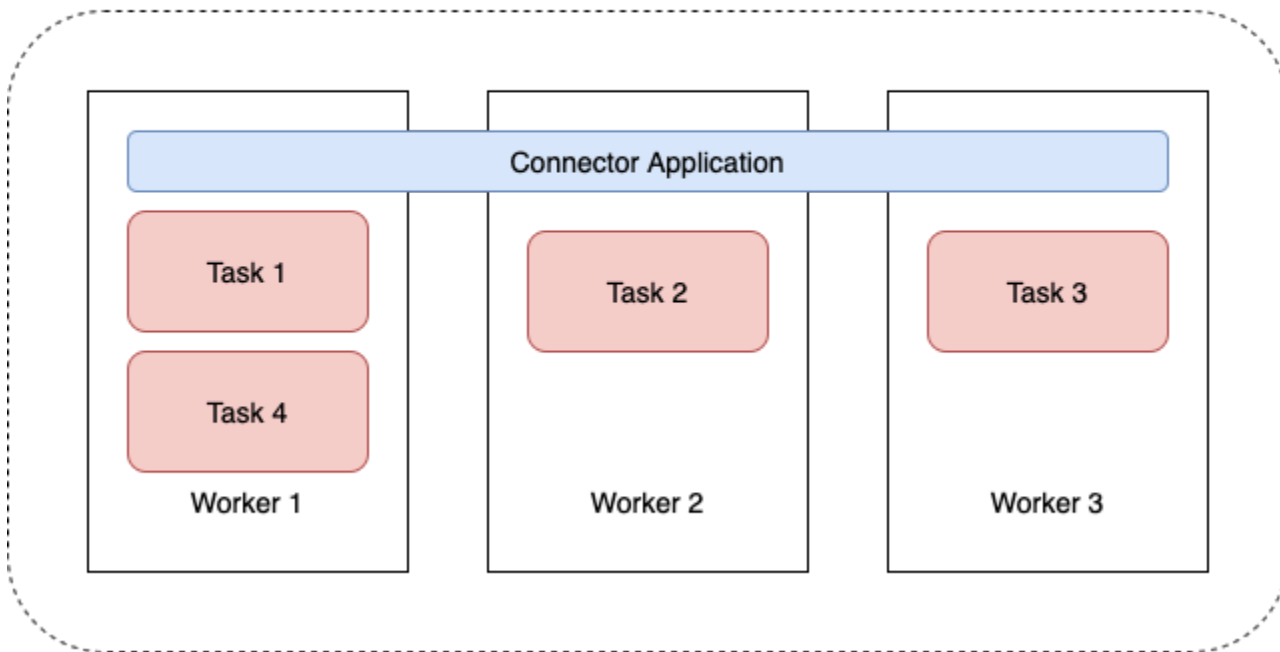 Connector Application
Task 1
Task 2
Task 3
Task 4
Worker 1
Worker 2
Worker 3